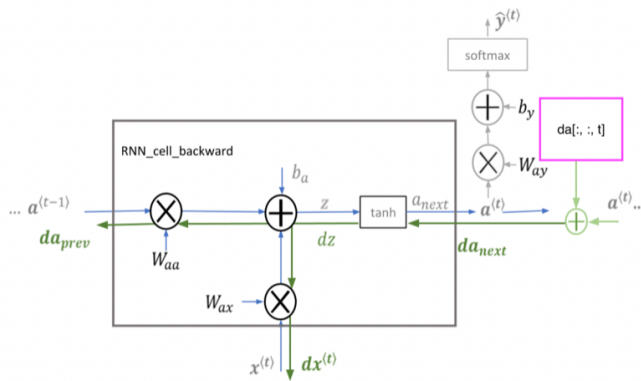 ŷ⟨t⟩
softmax
b_y
da[:, :, t]
RNN_cell_backward
W_ay
b_a
... a⟨t−1⟩
z
tanh
a_next
a⟨t⟩
a⟨t⟩..
da_prev
dz
da_next
W_aa
W_ax
x⟨t⟩
dx⟨t⟩